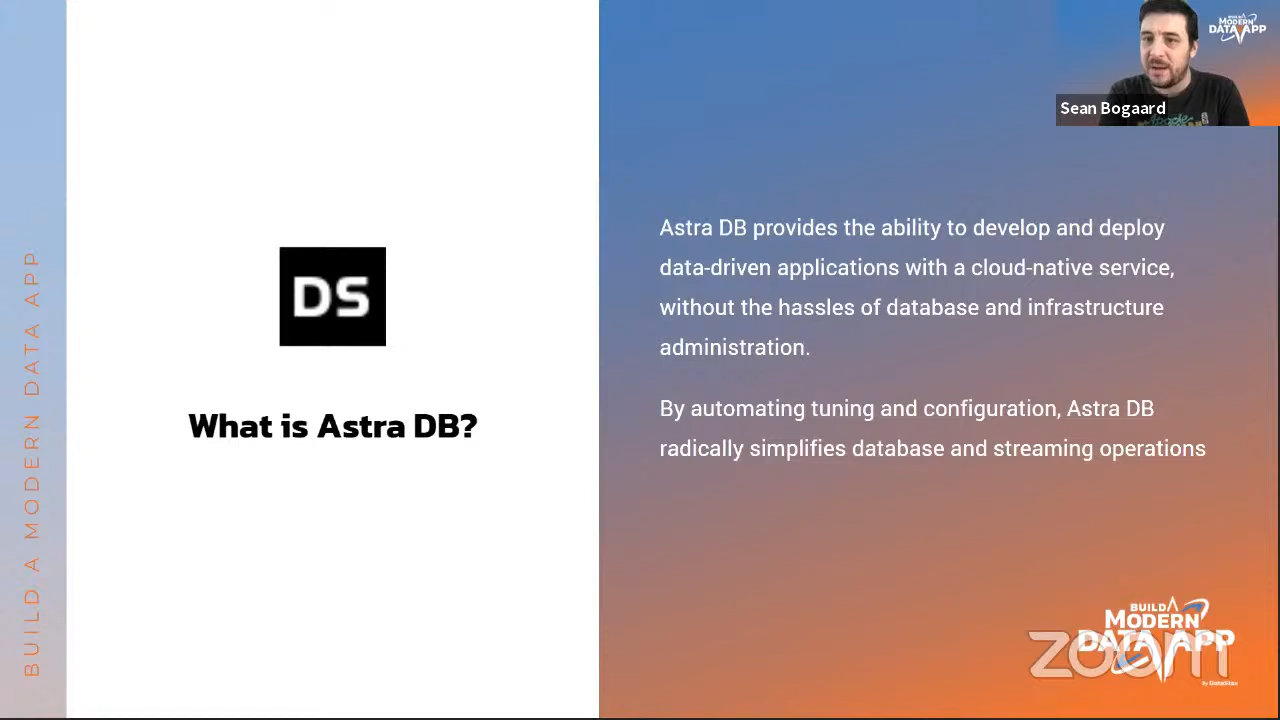 BUILD A MODERN DATA APP
DS
What is Astra DB?
BUILD A
MODERN
DATA APP
Sean Bogaard
Astra DB provides the ability to develop and deploy
data-driven applications with a cloud-native service,
without the hassles of database and infrastructure
administration.
By automating tuning and configuration, Astra DB
radically simplifies database and streaming operations
BUILD A
MODERN
DATA APP
zoom
By DataStax